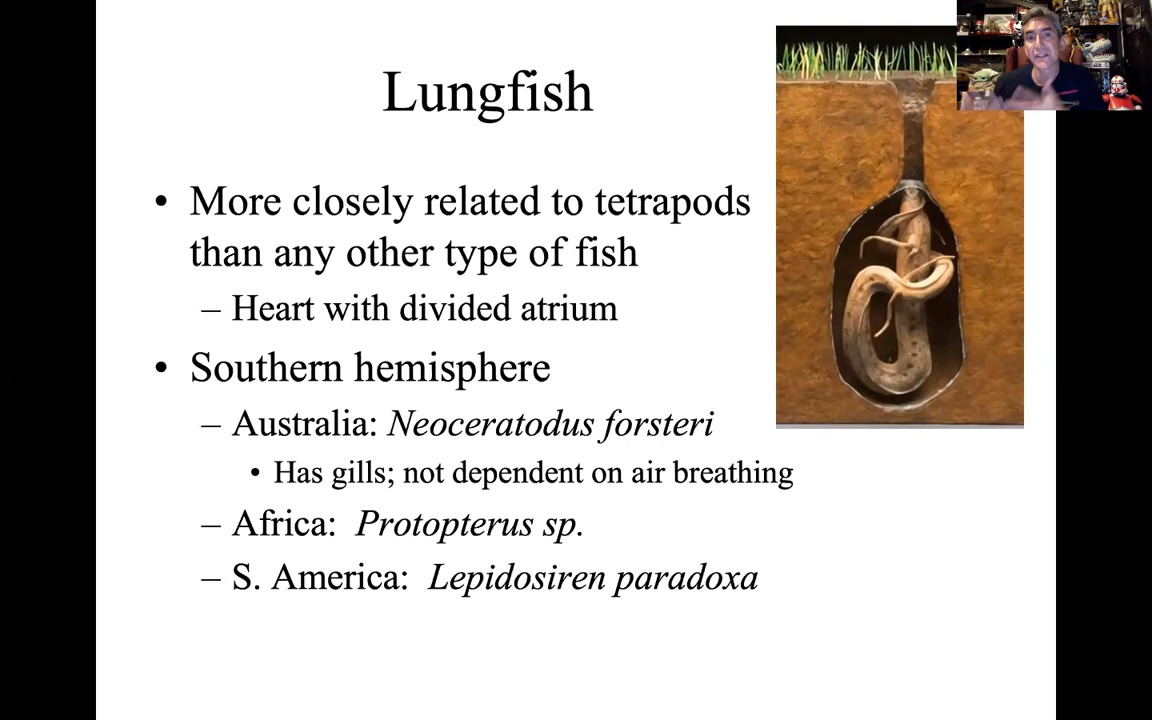 Lungfish
• More closely related to tetrapods
than any other type of fish
– Heart with divided atrium
• Southern hemisphere
– Australia: Neoceratodus forsteri
• Has gills; not dependent on air breathing
– Africa: Protopterus sp.
– S. America: Lepidosiren paradoxa